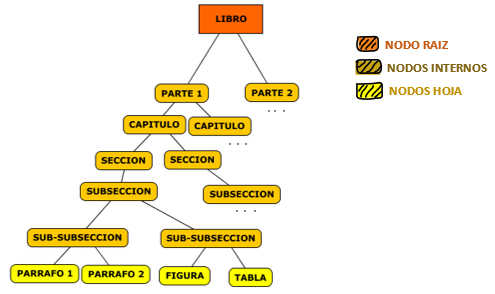 LIBRO
NODO RAIZ
NODOS INTERNOS
NODOS HOJA
PARTE 1
PARTE 2
. . .
CAPITULO
CAPITULO
. . .
SECCION
SECCION
SUBSECCION
SUBSECCION
. . .
SUB-SUBSECCION
SUB-SUBSECCION
PARRAFO 1
PARRAFO 2
FIGURA
TABLA